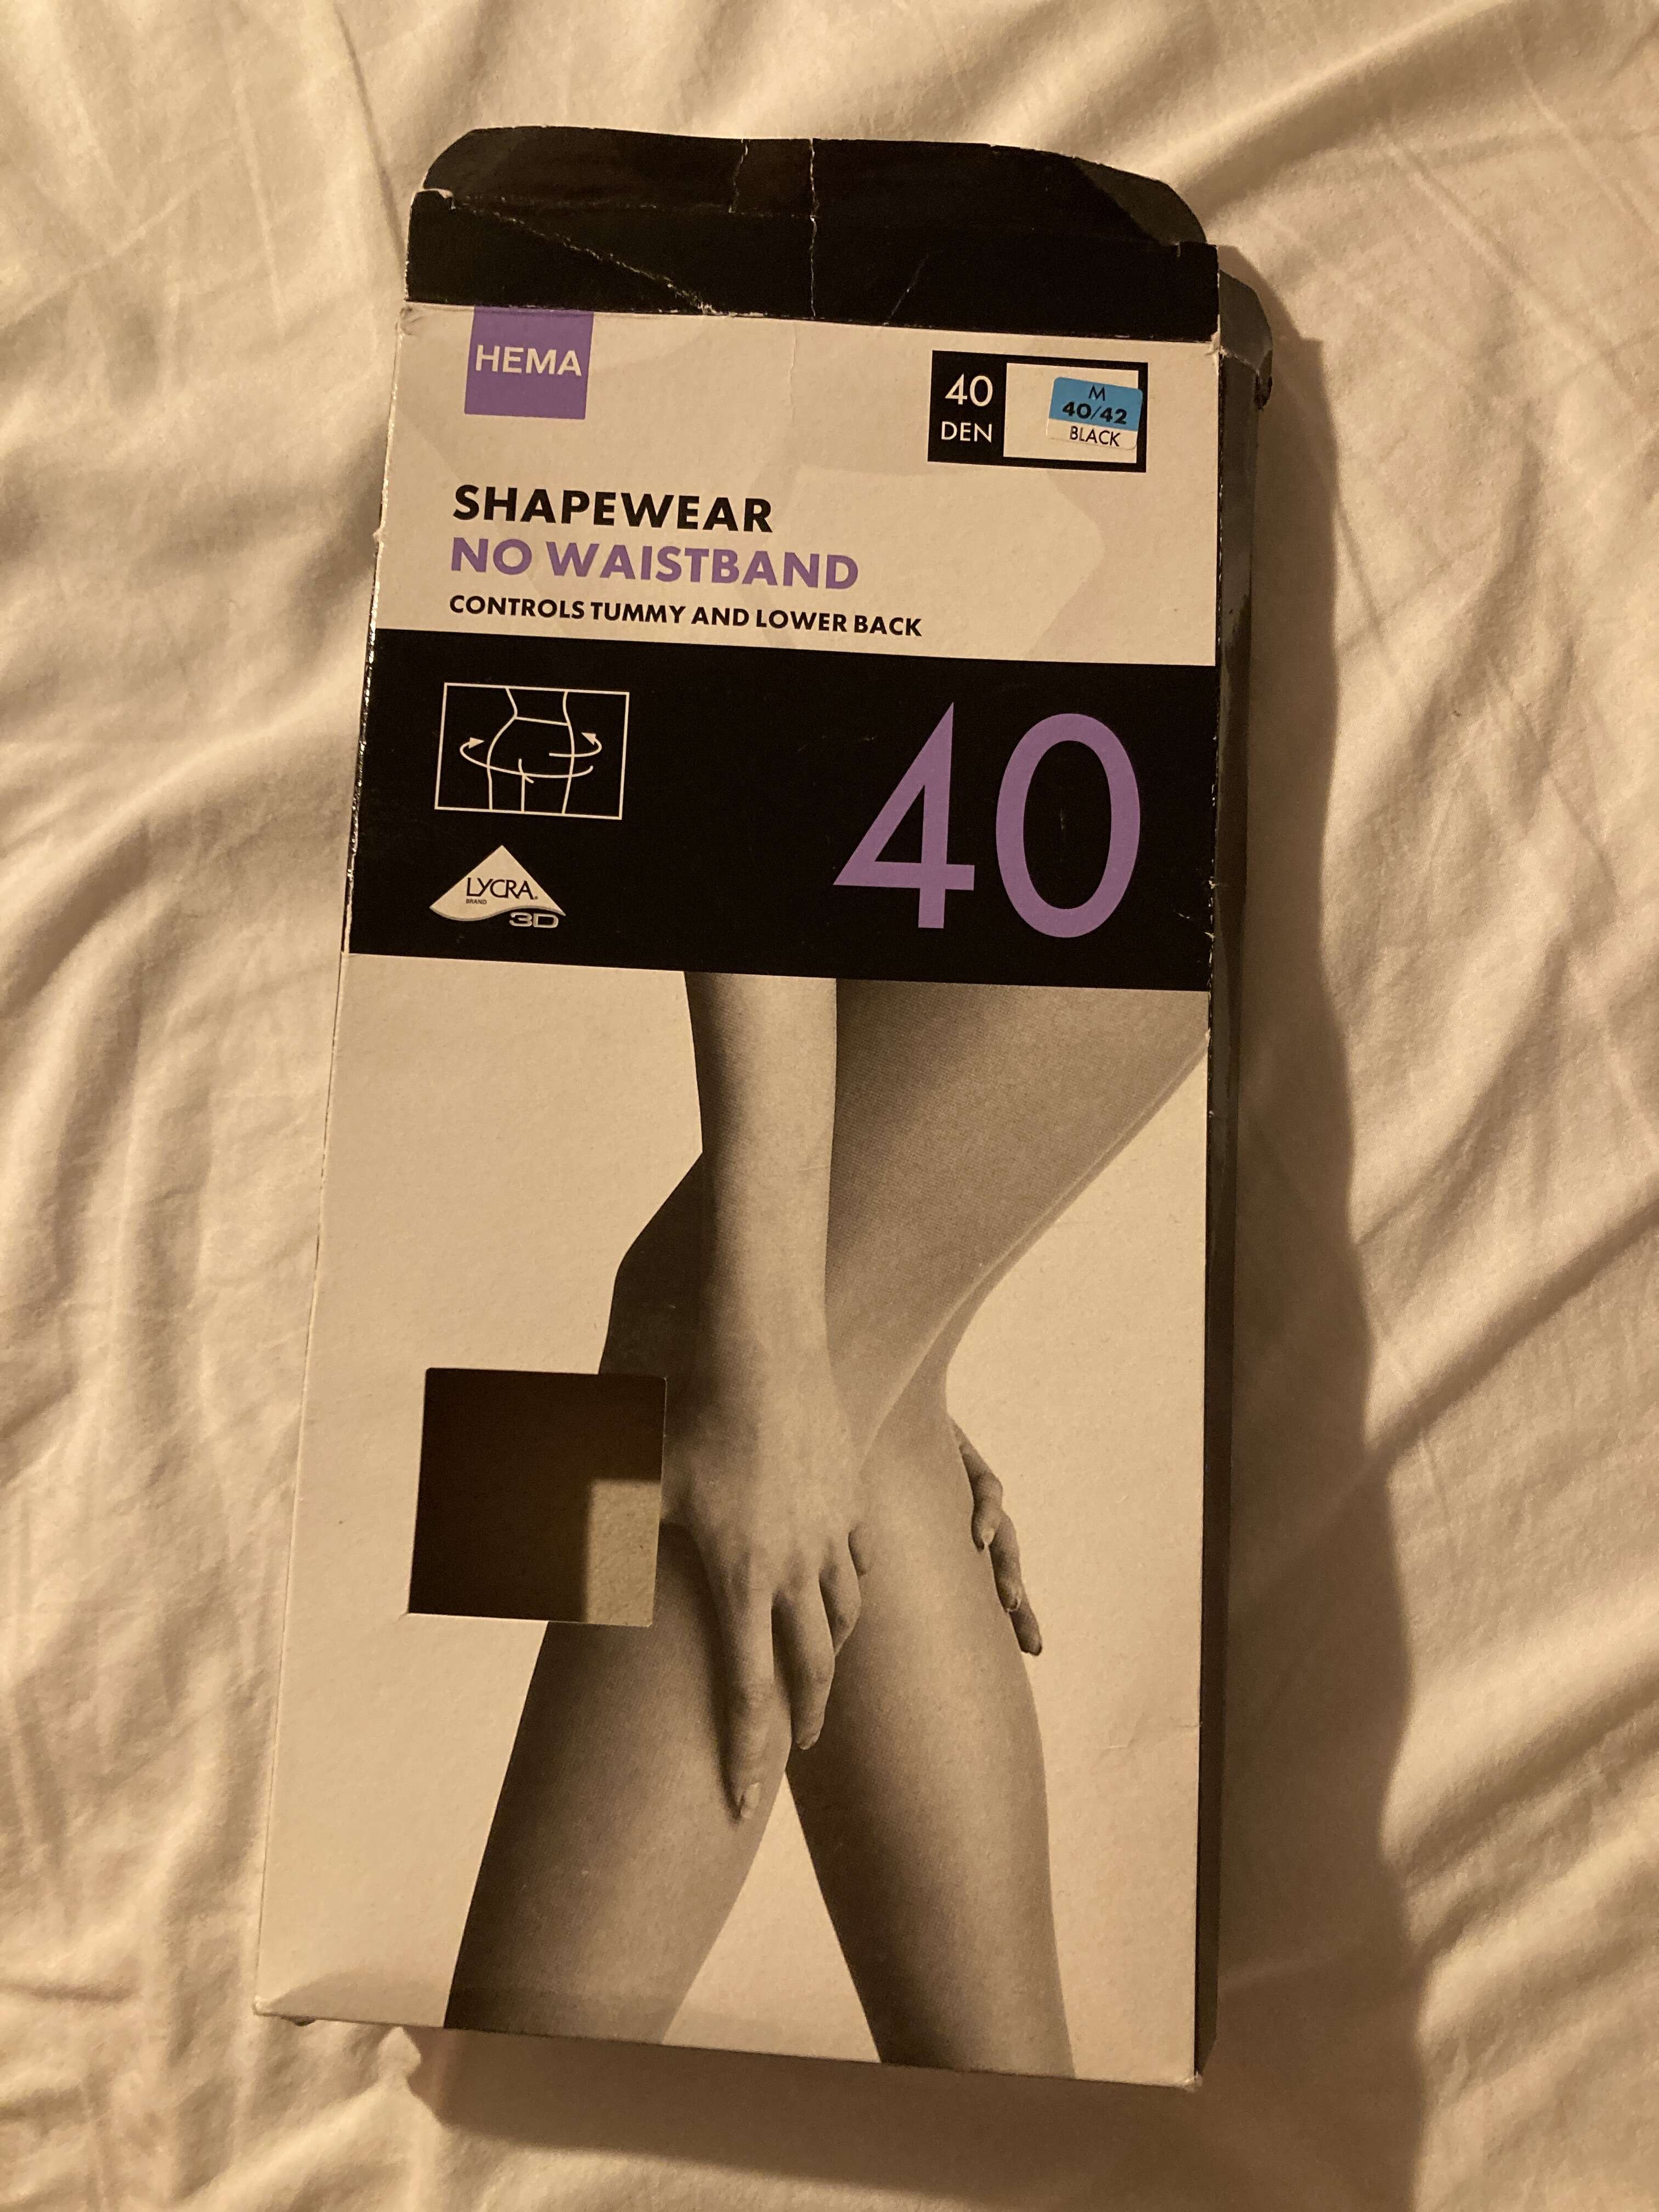 HEMA
40
DEN
M
40/42
BLACK
SHAPEWEAR
NO WAISTBAND
CONTROLS TUMMY AND LOWER BACK
40
LYCRA®
BRAND
3D